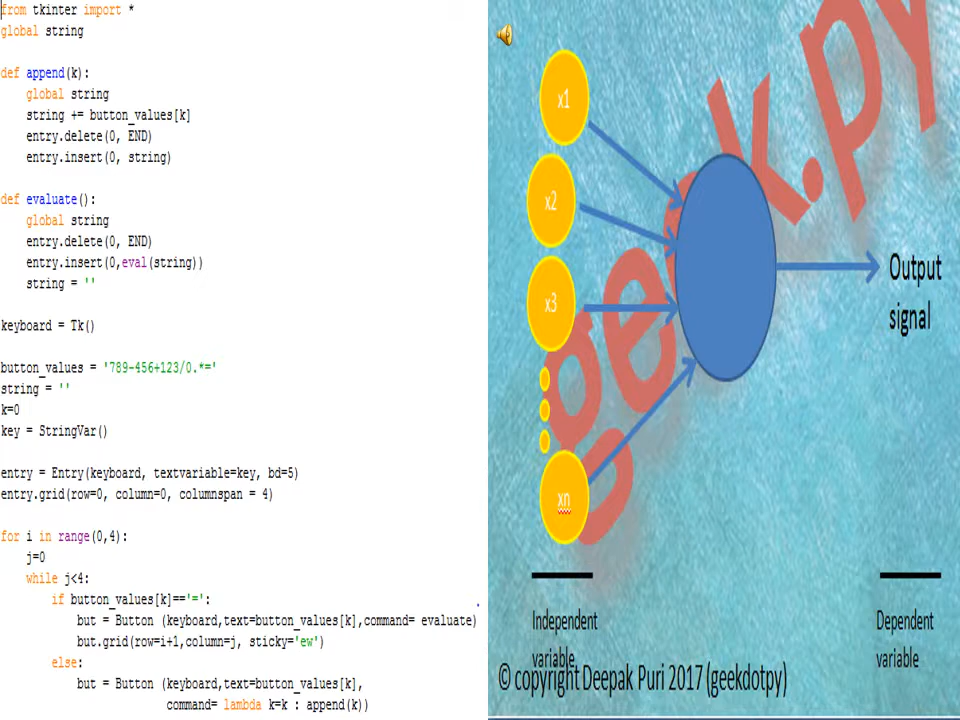 from tkinter import *
global string

def append(k):
    global string
    string += button_values[k]
    entry.delete(0, END)
    entry.insert(0, string)

def evaluate():
    global string
    entry.delete(0, END)
    entry.insert(0,eval(string))
    string = ''

keyboard = Tk()

button_values = '789-456+123/0.*='
string = ''
k=0
key = StringVar()

entry = Entry(keyboard, textvariable=key, bd=5)
entry.grid(row=0, column=0, columnspan = 4)

for i in range(0,4):
    j=0
    while j<4:
        if button_values[k]=='=':
            but = Button (keyboard,text=button_values[k],command= evaluate)
            but.grid(row=i+1,column=j, sticky='ew')
        else:
            but = Button (keyboard,text=button_values[k],
                          command= lambda k=k : append(k))
x1
x2
x3
xn
Output
signal
Independent
variable
Dependent
variable
geek.py
© copyright Deepak Puri 2017 (geekdotpy)